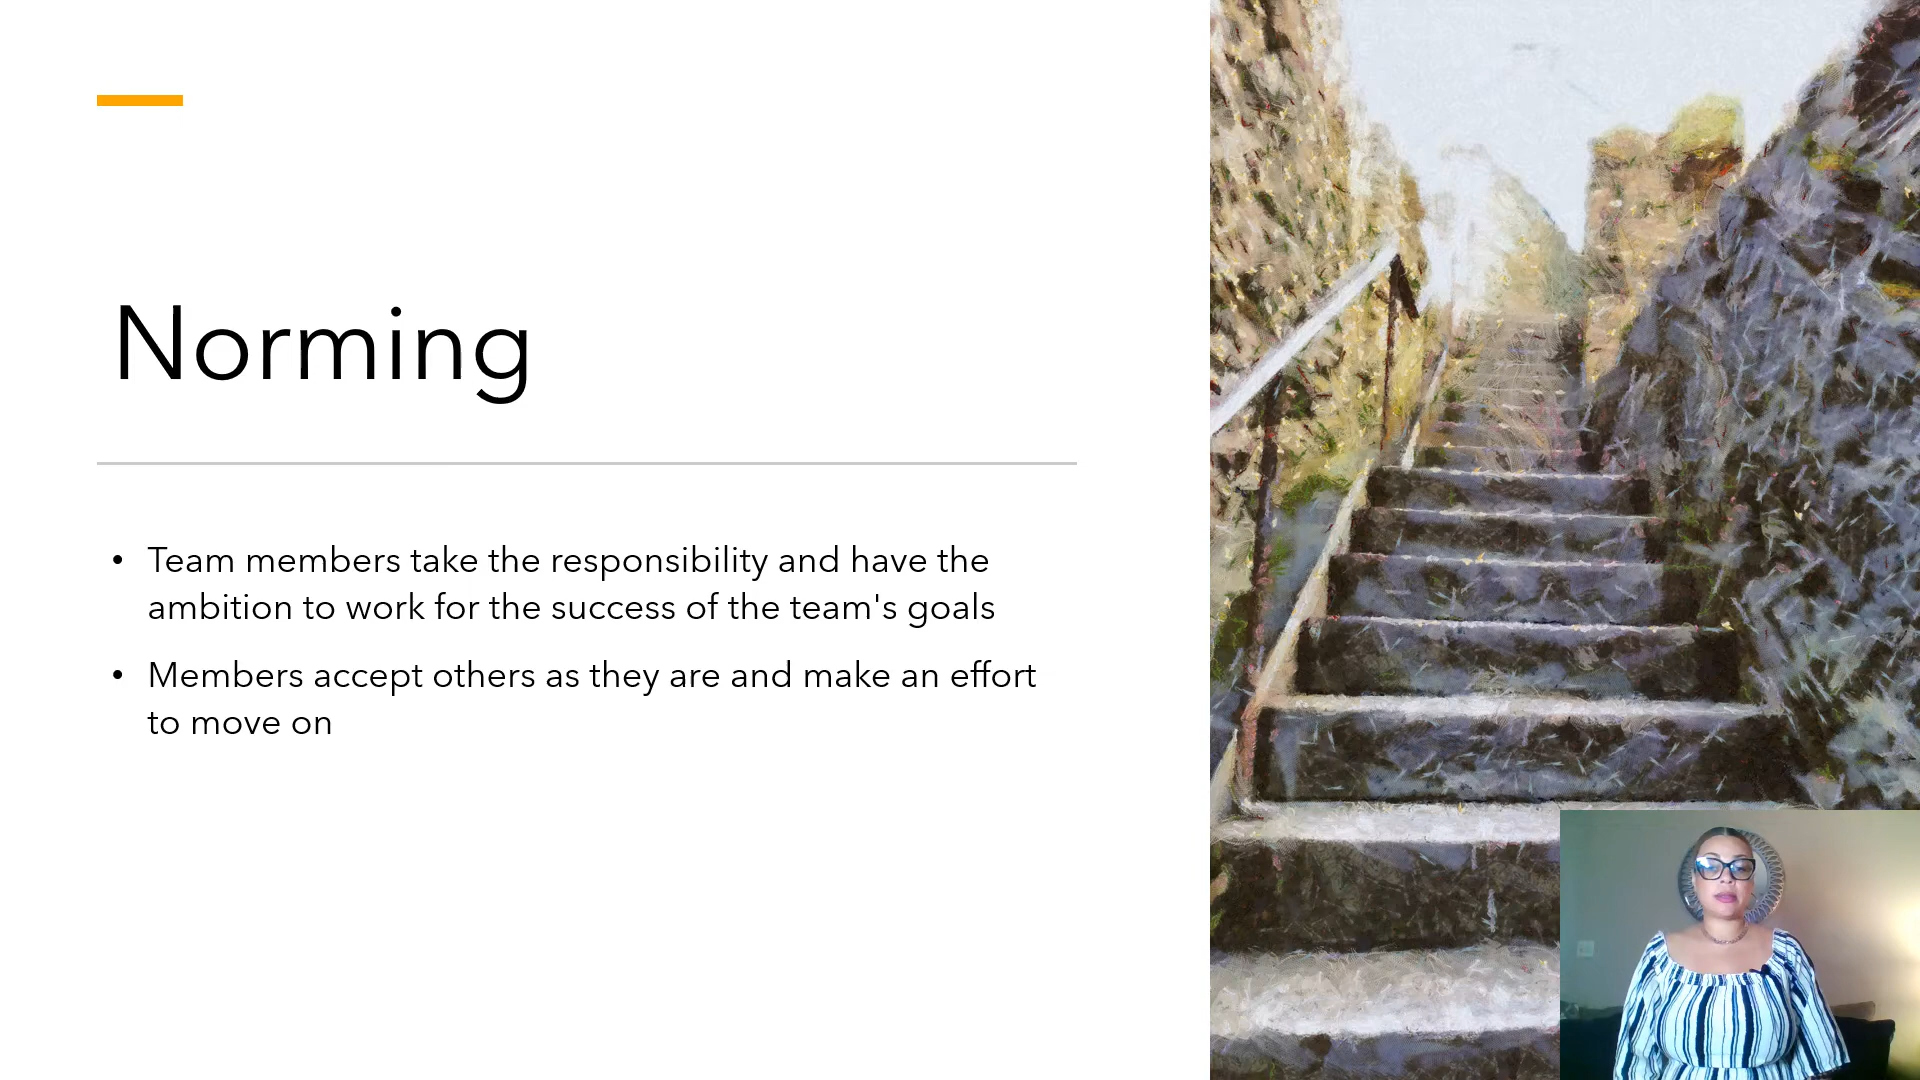 Norming
• Team members take the responsibility and have the
ambition to work for the success of the team's goals
• Members accept others as they are and make an effort
to move on